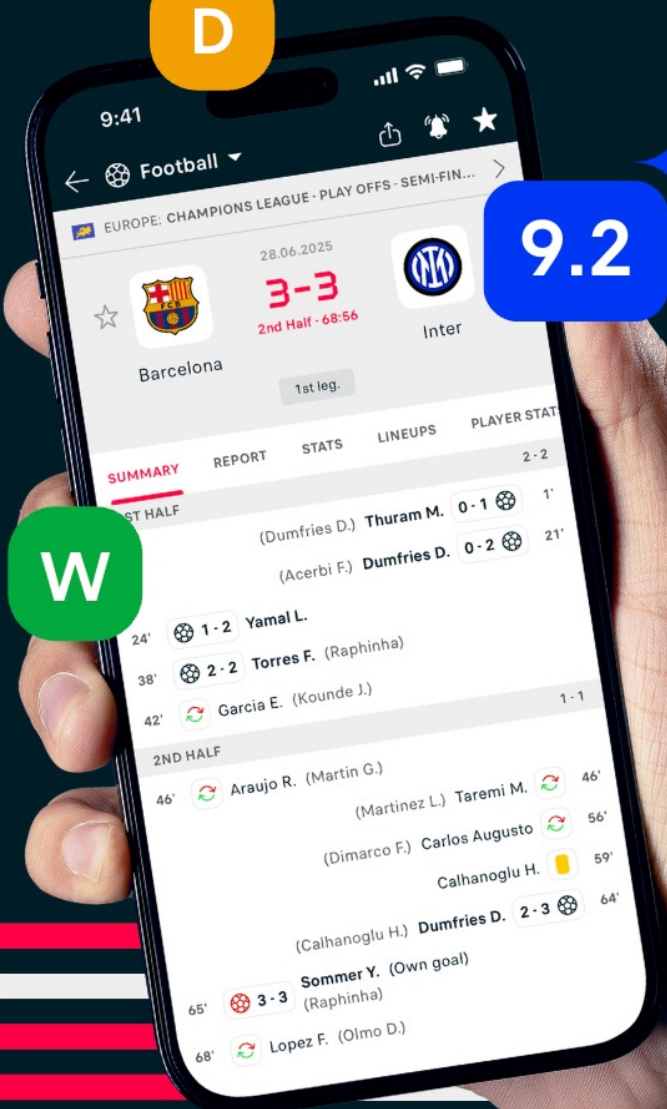 D
9:41
Football
EUROPE: CHAMPIONS LEAGUE - PLAY OFFS - SEMI-FIN...
28.06.2025
3-3
2nd Half - 68:56
FCB
Barcelona
Inter
9.2
1st leg.
SUMMARY REPORT STATS LINEUPS PLAYER STAT
ST HALF 2 - 2
(Dumfries D.) Thuram M. 0 - 1 1'
(Acerbi F.) Dumfries D. 0 - 2 21'
W
24' 1 - 2 Yamal L.
38' 2 - 2 Torres F. (Raphinha)
42' Garcia E. (Kounde J.)
2ND HALF 1 - 1
46' Araujo R. (Martin G.)
(Martinez L.) Taremi M. 46'
(Dimarco F.) Carlos Augusto 56'
Calhanoglu H. 59'
(Calhanoglu H.) Dumfries D. 2 - 3 64'
65' 3 - 3 Sommer Y. (Own goal)
(Raphinha)
68' Lopez F. (Olmo D.)